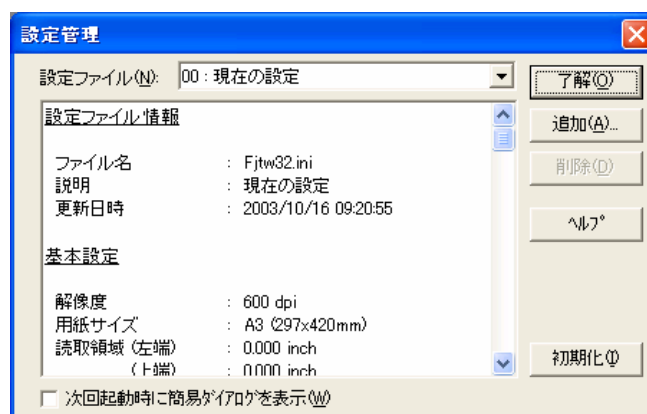 設定管理
設定ファイル(N): 00 : 現在の設定
了解(O)
設定ファイル情報
追加(A)...
ファイル名 : Fjtw32.ini
削除(D)
説明 : 現在の設定
更新日時 : 2003/10/16 09:20:55
ヘルプ
基本設定
解像度 : 600 dpi
用紙サイズ : A3 (297x420mm)
読取領域 (左端) : 0.000 inch
初期化(I)
(上端) : 0.000 inch
次回起動時に簡易ダイアログを表示(W)